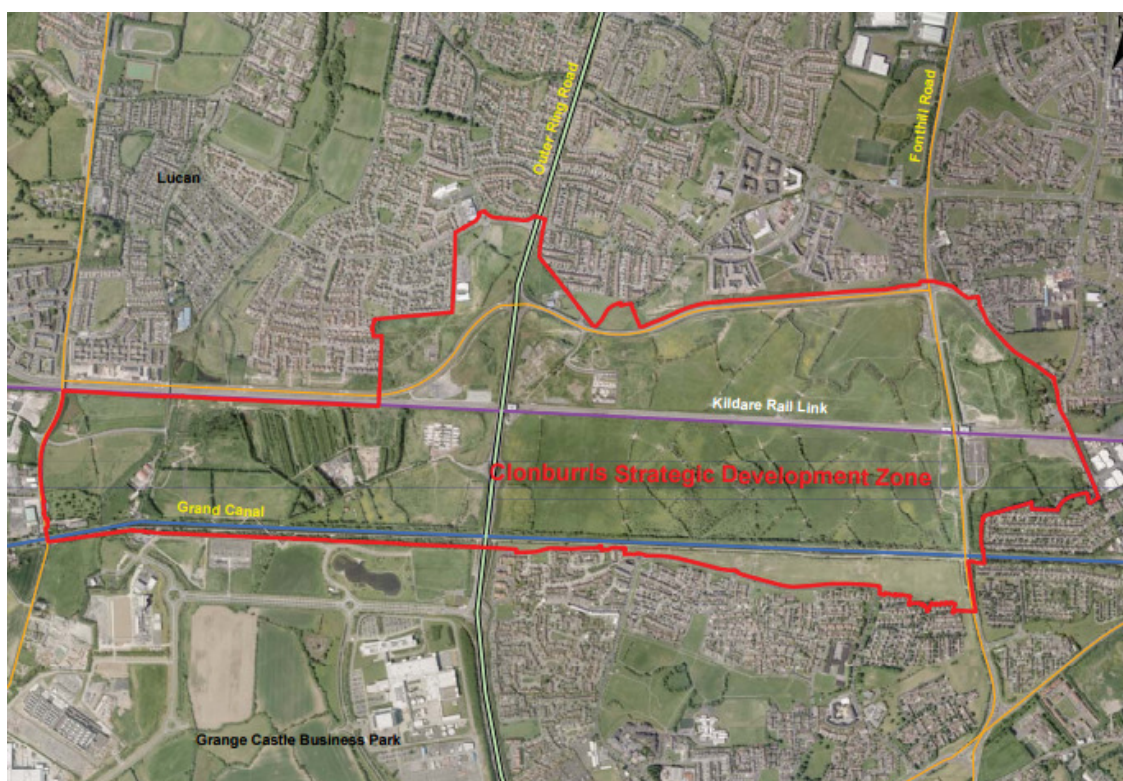 N
Outer Ring Road
Fonthill Road
Lucan
Kildare Rail Link
Clonburris Strategic Development Zone
Grand Canal
Grange Castle Business Park